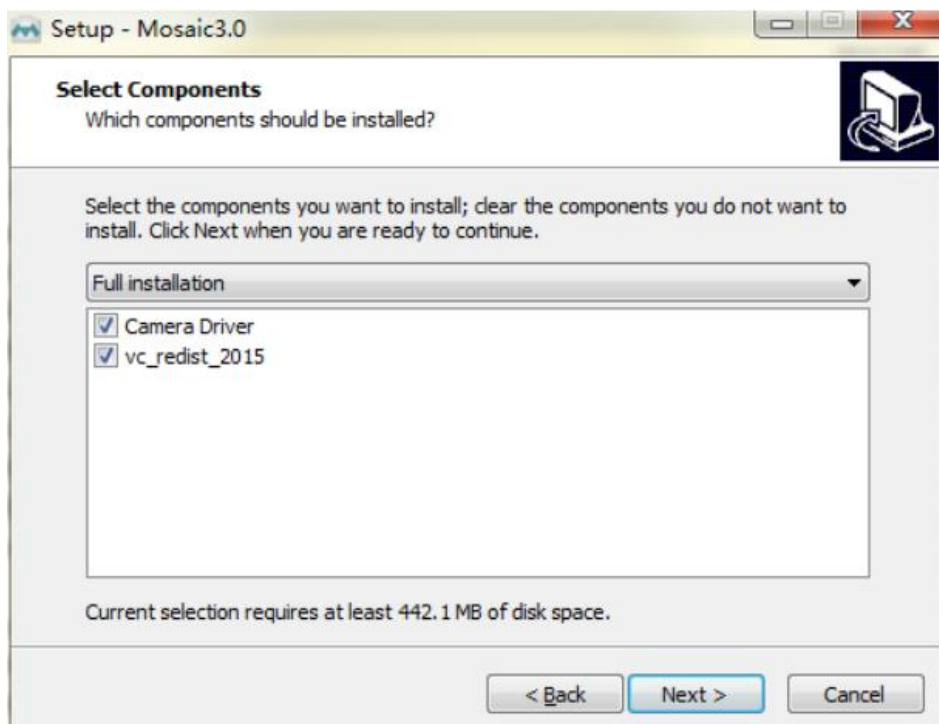 Setup - Mosaic3.0
Select Components
Which components should be installed?
Select the components you want to install; clear the components you do not want to
install. Click Next when you are ready to continue.
Full installation
Camera Driver
vc_redist_2015
Current selection requires at least 442.1 MB of disk space.
< Back
Next >
Cancel